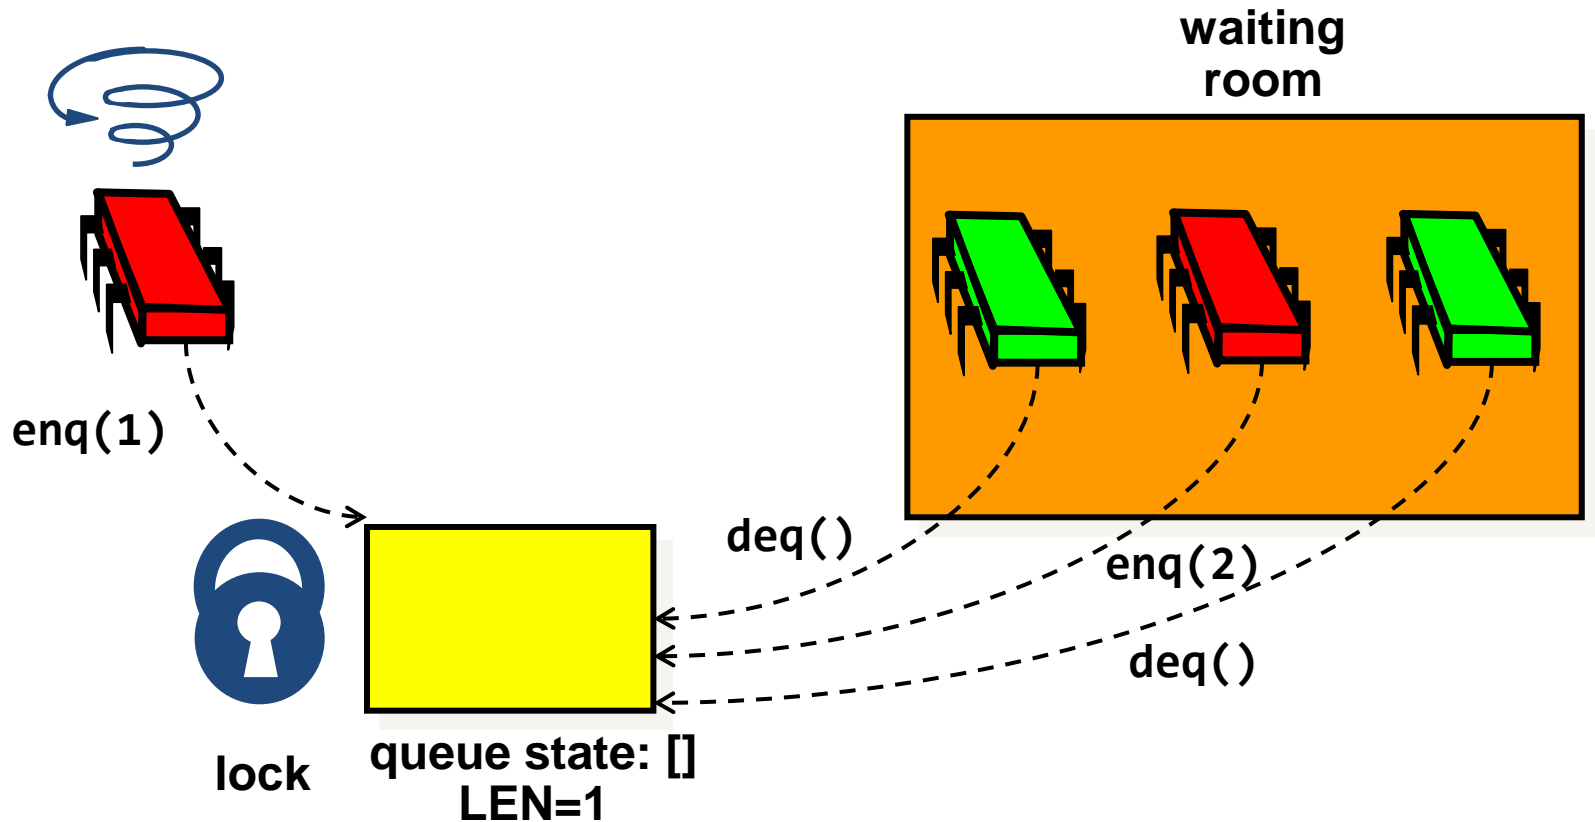 waiting
room
enq(1)
deq()
enq(2)
deq()
lock
queue state: []
LEN=1